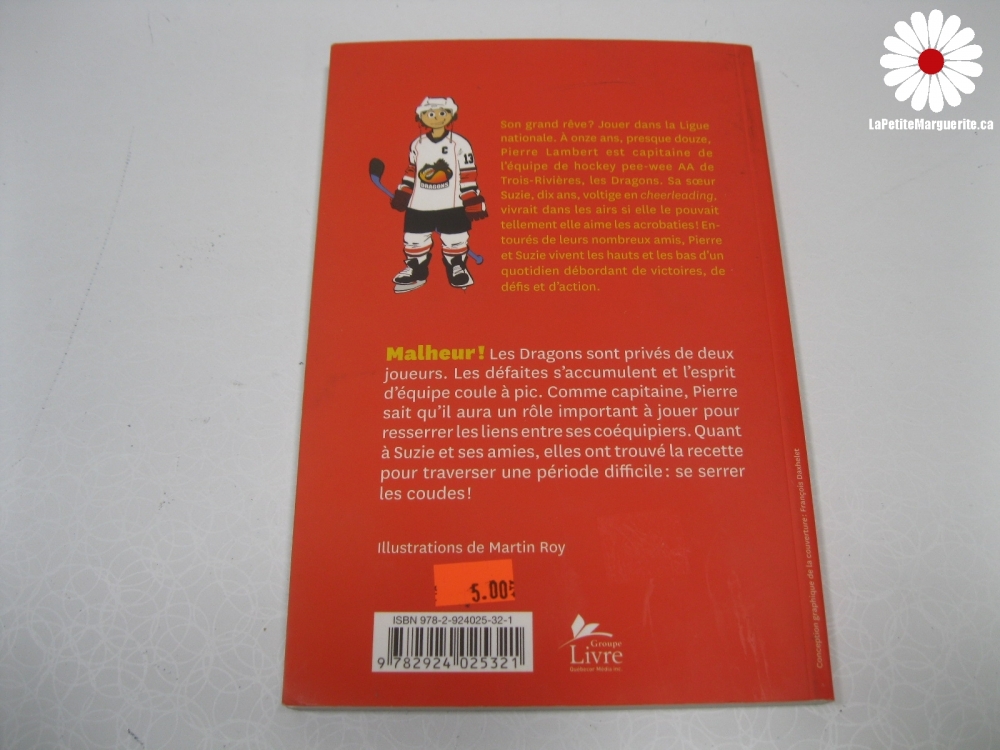 LaPetiteMarguerite.ca
C
13
DRAGONS
Son grand rêve? Jouer dans la Ligue
nationale. À onze ans, presque douze,
Pierre Lambert est capitaine de
l'équipe de hockey pee-wee AA de
Trois-Rivières, les Dragons. Sa sœur
Suzie, dix ans, voltige en cheerleading,
vivrait dans les airs si elle le pouvait
tellement elle aime les acrobaties! En-
tourés de leurs nombreux amis, Pierre
et Suzie vivent les hauts et les bas d'un
quotidien débordant de victoires, de
défis et d'action.
Malheur! Les Dragons sont privés de deux
joueurs. Les défaites s'accumulent et l'esprit
d'équipe coule à pic. Comme capitaine, Pierre
sait qu'il aura un rôle important à jouer pour
resserrer les liens entre ses coéquipiers. Quant
à Suzie et ses amies, elles ont trouvé la recette
pour traverser une période difficile : se serrer
les coudes!
Illustrations de Martin Roy
5.00
ISBN 978-2-924025-32-1
9 782924 025321
Groupe
Livre
Quebecor Media inc.
Conception graphique de la couverture : François Daxhelet